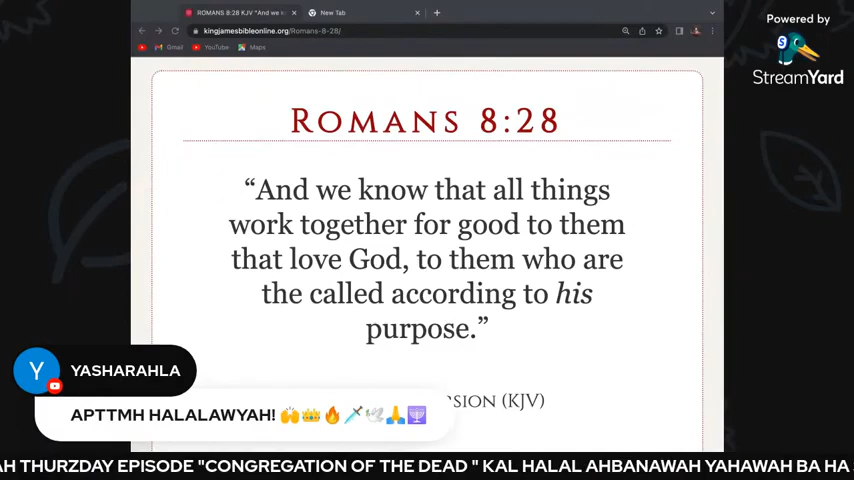 ROMANS 8:28 KJV "And we k
New Tab
Powered by
kingjamesbibleonline.org/Romans-8-28/
Gmail
YouTube
Maps
S
StreamYard
ROMANS 8:28
“And we know that all things
work together for good to them
that love God, to them who are
the called according to his
purpose.”
Y
YASHARAHLA
RSION (KJV)
APTTMH HALALAWYAH! 🙌👑🔥🗡️🕊️🙏🕎
AH THURZDAY EPISODE "CONGREGATION OF THE DEAD " KAL HALAL AHBANAWAH YAHAWAH BA HA